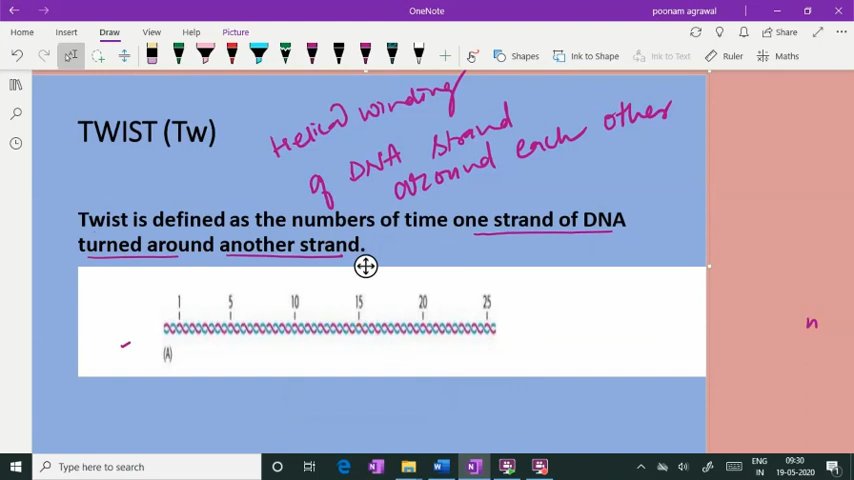 OneNote
poonam agrawal
Home Insert Draw View Help Picture
Share
Shapes Ink to Shape Ink to Text Ruler Maths
TWIST (Tw)
Helical winding
of DNA strand
around each other
Twist is defined as the numbers of time one strand of DNA
turned around another strand.
1 5 10 15 20 25
(A)
n
Type here to search
ENG
IN
09:30
19-05-2020
1